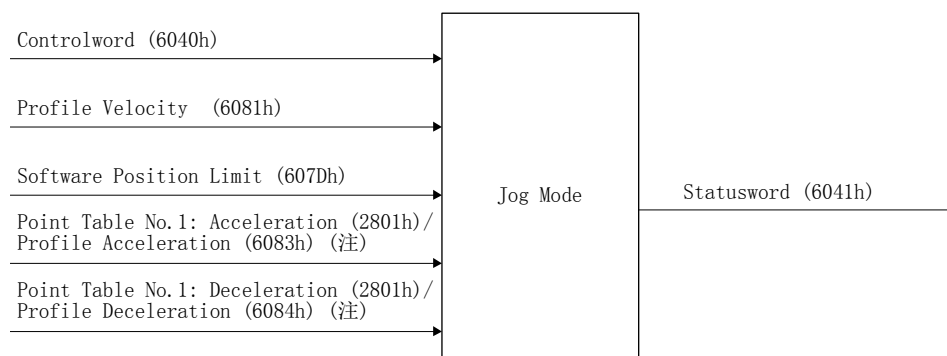 Controlword (6040h)
Profile Velocity (6081h)
Software Position Limit (607Dh)
Point Table No.1: Acceleration (2801h)/
Profile Acceleration (6083h) (注)
Point Table No.1: Deceleration (2801h)/
Profile Deceleration (6084h) (注)
Jog Mode
Statusword (6041h)